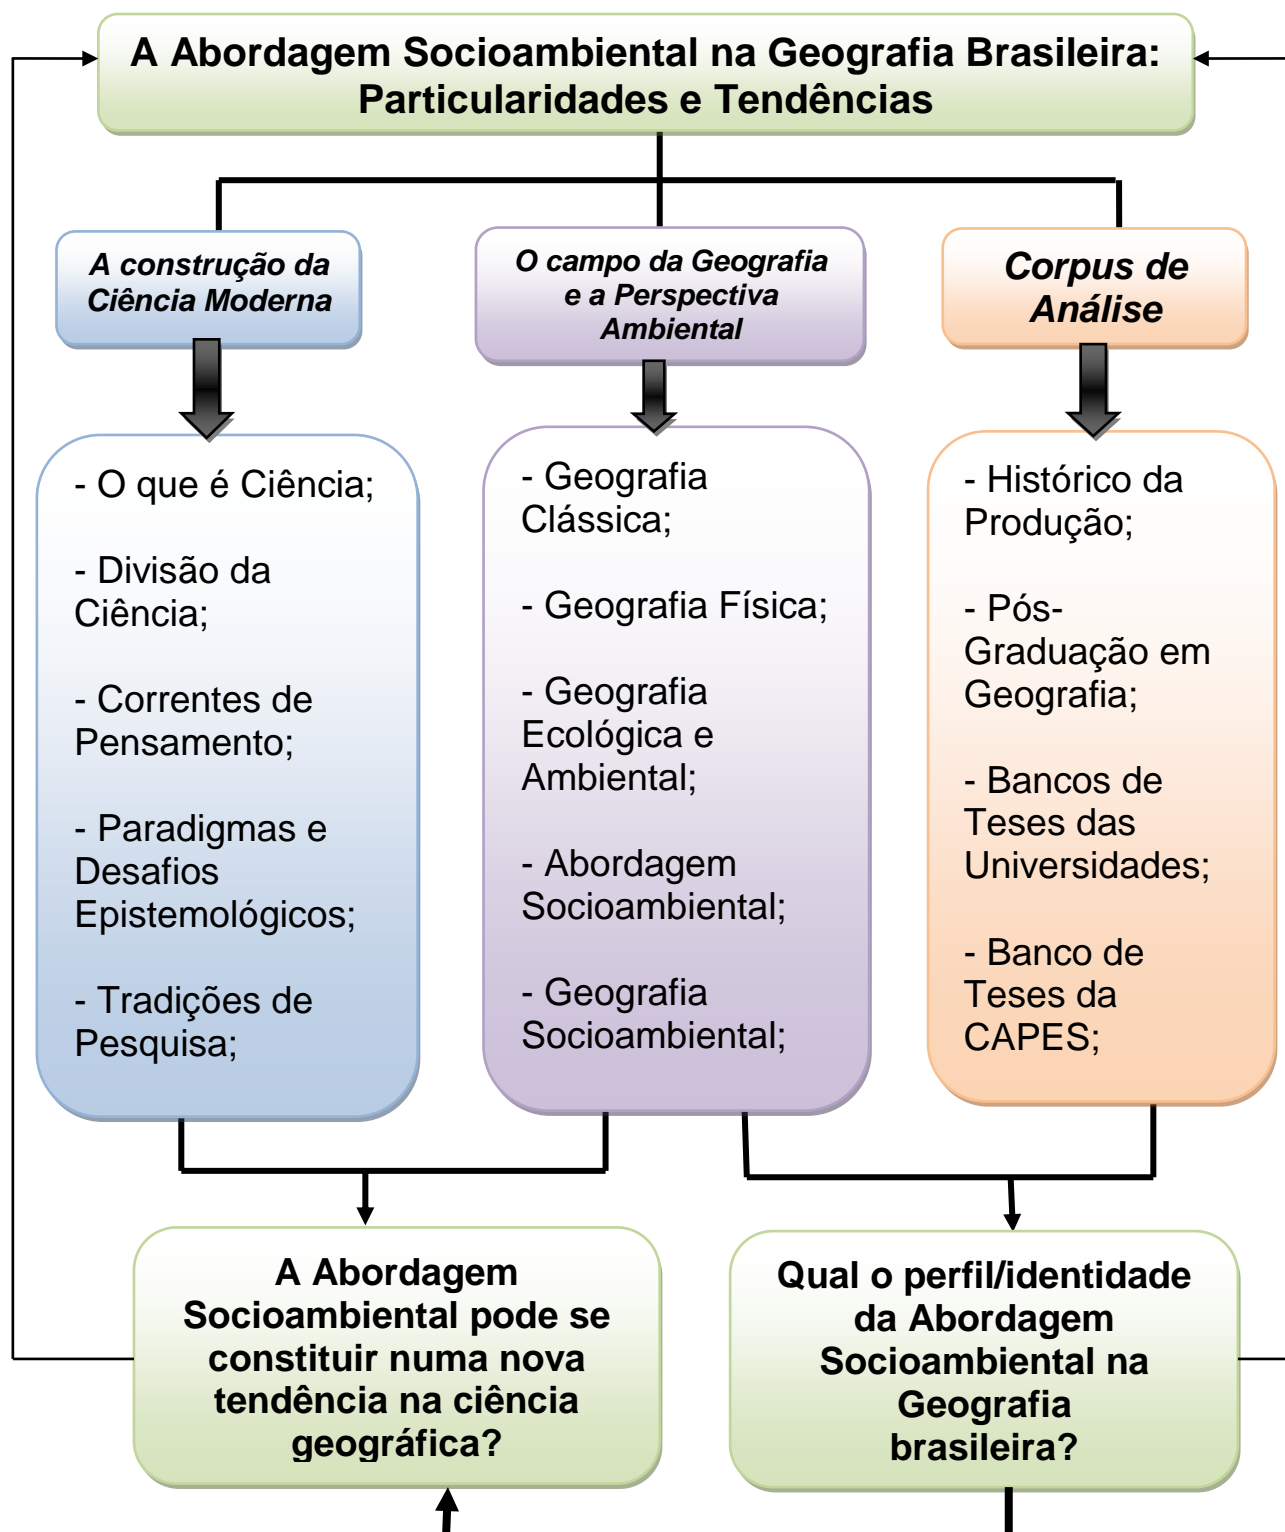 A Abordagem Socioambiental na Geografia Brasileira:
Particularidades e Tendências
A construção da
Ciência Moderna
O campo da Geografia
e a Perspectiva
Ambiental
Corpus de
Análise
- O que é Ciência;
- Divisão da
Ciência;
- Correntes de
Pensamento;
- Paradigmas e
Desafios
Epistemológicos;
- Tradições de
Pesquisa;
- Geografia
Clássica;
- Geografia Física;
- Geografia
Ecológica e
Ambiental;
- Abordagem
Socioambiental;
- Geografia
Socioambiental;
- Histórico da
Produção;
- Pós-
Graduação em
Geografia;
- Bancos de
Teses das
Universidades;
- Banco de
Teses da
CAPES;
A Abordagem
Socioambiental pode se
constituir numa nova
tendência na ciência
geográfica?
Qual o perfil/identidade
da Abordagem
Socioambiental na
Geografia
brasileira?